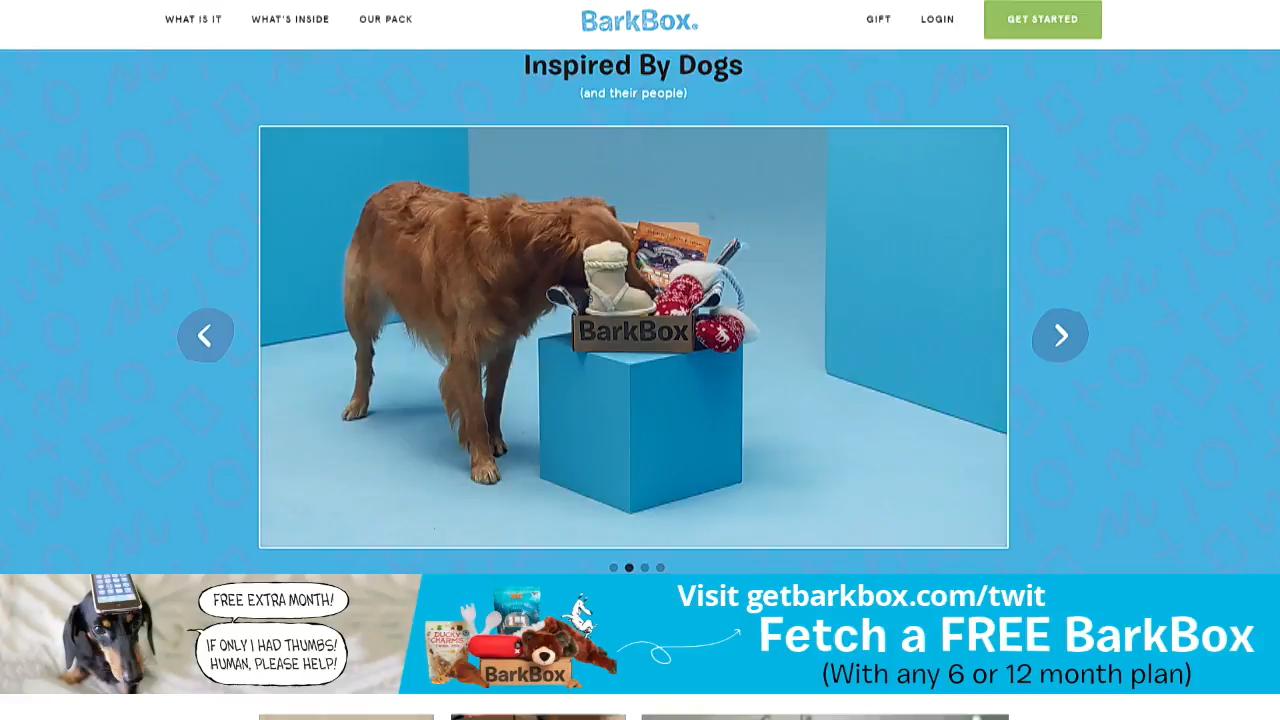 WHAT IS IT
WHAT'S INSIDE
OUR PACK
BarkBox
GIFT
LOGIN
GET STARTED
Inspired By Dogs
(and their people)
BarkBox
FREE EXTRA MONTH!
IF ONLY I HAD THUMBS!
HUMAN, PLEASE HELP!
DUCKY
CHARMS
BarkBox
Visit getbarkbox.com/twit
Fetch a FREE BarkBox
(With any 6 or 12 month plan)